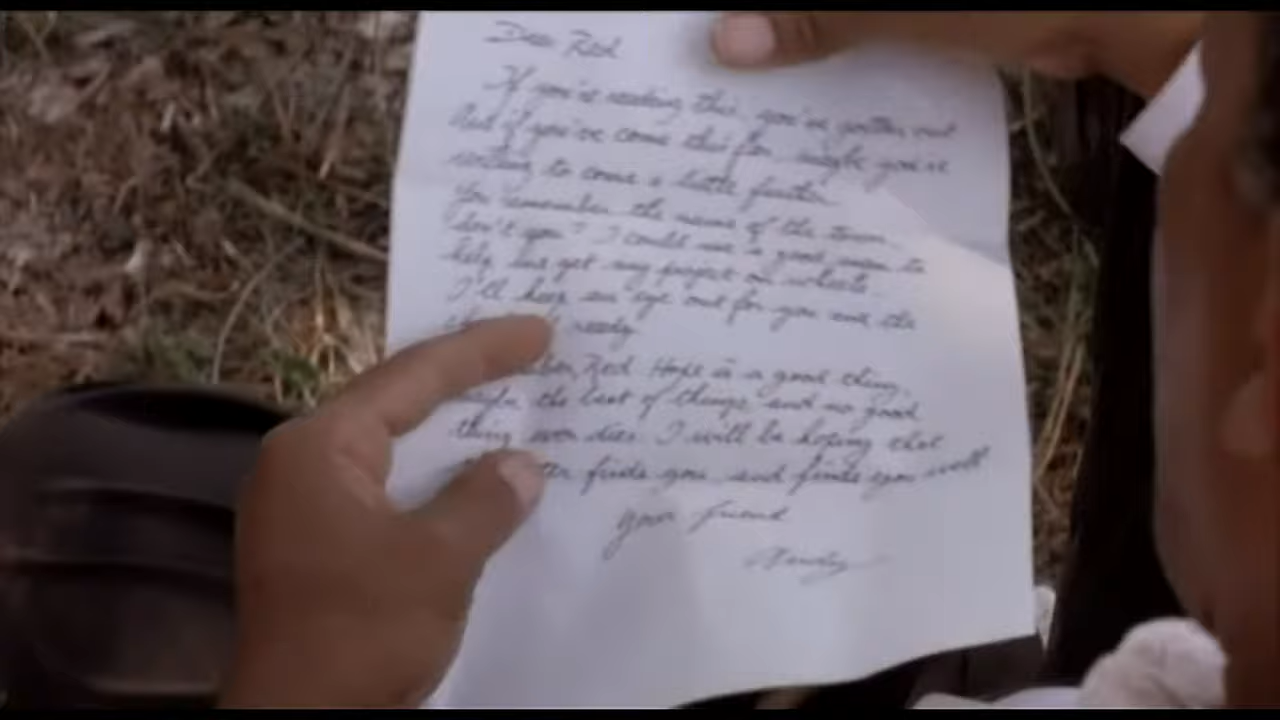 Dear Red
If you're reading this, you've gotten out
And if you've come this far, maybe you're
willing to come a little further.
You remember the name of the town,
don't you? I could use a good man to
help me get my project on wheels.
I'll keep an eye out for you and the
ready.
Red. Hope is a good thing,
maybe the best of things, and no good
thing ever dies. I will be hoping that
finds you, and finds you well
Your friend
Andy